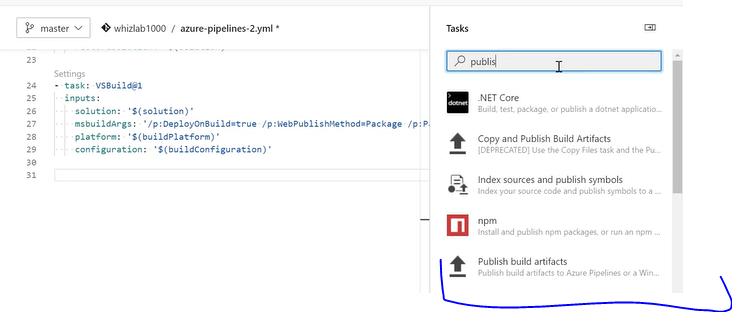 master
whizlab1000 / azure-pipelines-2.yml *
Tasks
publis
23
Settings
24 - task: VSBuild@1
25 inputs:
26 solution: '$(solution)'
27 msbuildArgs: '/p:DeployOnBuild=true /p:WebPublishMethod=Package /p:P
28 platform: '$(buildPlatform)'
29 configuration: '$(buildConfiguration)'
30
31
dotnet
.NET Core
Build, test, package, or publish a dotnet applicatio...
Copy and Publish Build Artifacts
[DEPRECATED] Use the Copy Files task and the Pu...
Index sources and publish symbols
Index your source code and publish symbols to a ...
npm
Install and publish npm packages, or run an npm ...
Publish build artifacts
Publish build artifacts to Azure Pipelines or a Win...